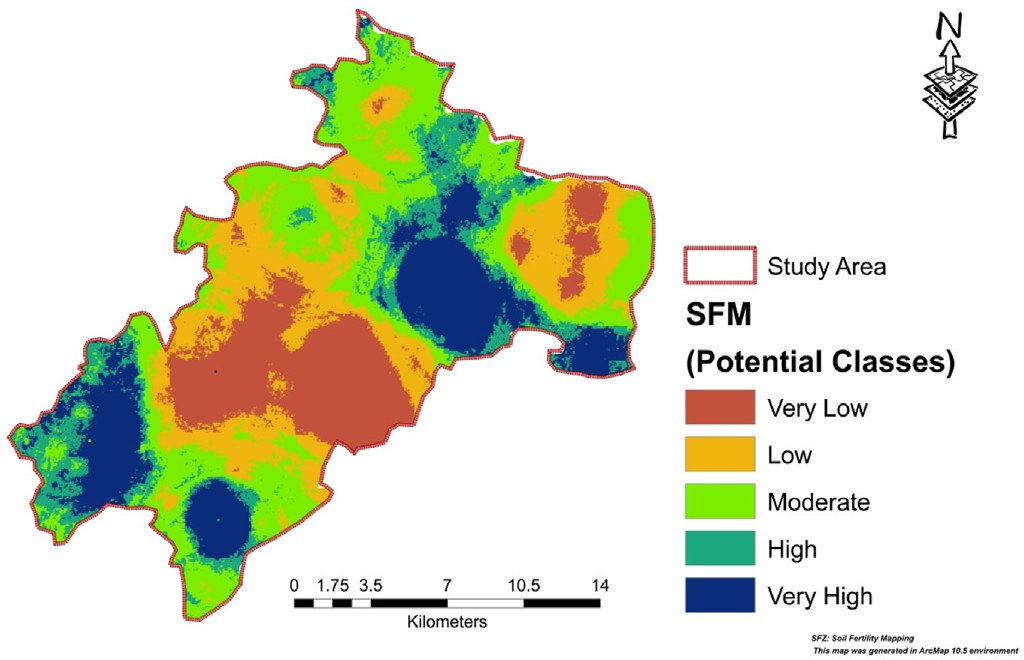 N
Study Area
SFM
(Potential Classes)
Very Low
Low
Moderate
High
Very High
0 1.75 3.5 7 10.5 14
Kilometers
SFZ: Soil Fertility Mapping
This map was generated in ArcMap 10.5 environment